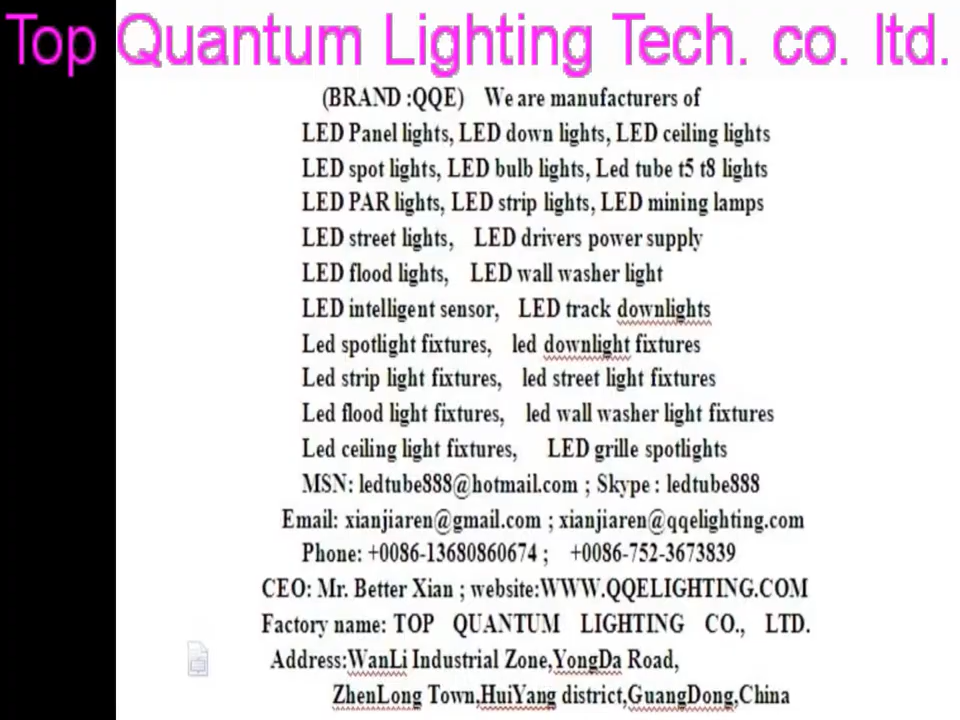 Top Quantum Lighting Tech. co. ltd.
(BRAND :QQE) We are manufacturers of
LED Panel lights, LED down lights, LED ceiling lights
LED spot lights, LED bulb lights, Led tube t5 t8 lights
LED PAR lights, LED strip lights, LED mining lamps
LED street lights, LED drivers power supply
LED flood lights, LED wall washer light
LED intelligent sensor, LED track downlights
Led spotlight fixtures, led downlight fixtures
Led strip light fixtures, led street light fixtures
Led flood light fixtures, led wall washer light fixtures
Led ceiling light fixtures, LED grille spotlights
MSN: ledtube888@hotmail.com ; Skype : ledtube888
Email: xianjiaren@gmail.com ; xianjiaren@qqelighting.com
Phone: +0086-13680860674 ; +0086-752-3673839
CEO: Mr. Better Xian ; website:WWW.QQELIGHTING.COM
Factory name: TOP QUANTUM LIGHTING CO., LTD.
Address:WanLi Industrial Zone,YongDa Road,
ZhenLong Town,HuiYang district,GuangDong,China